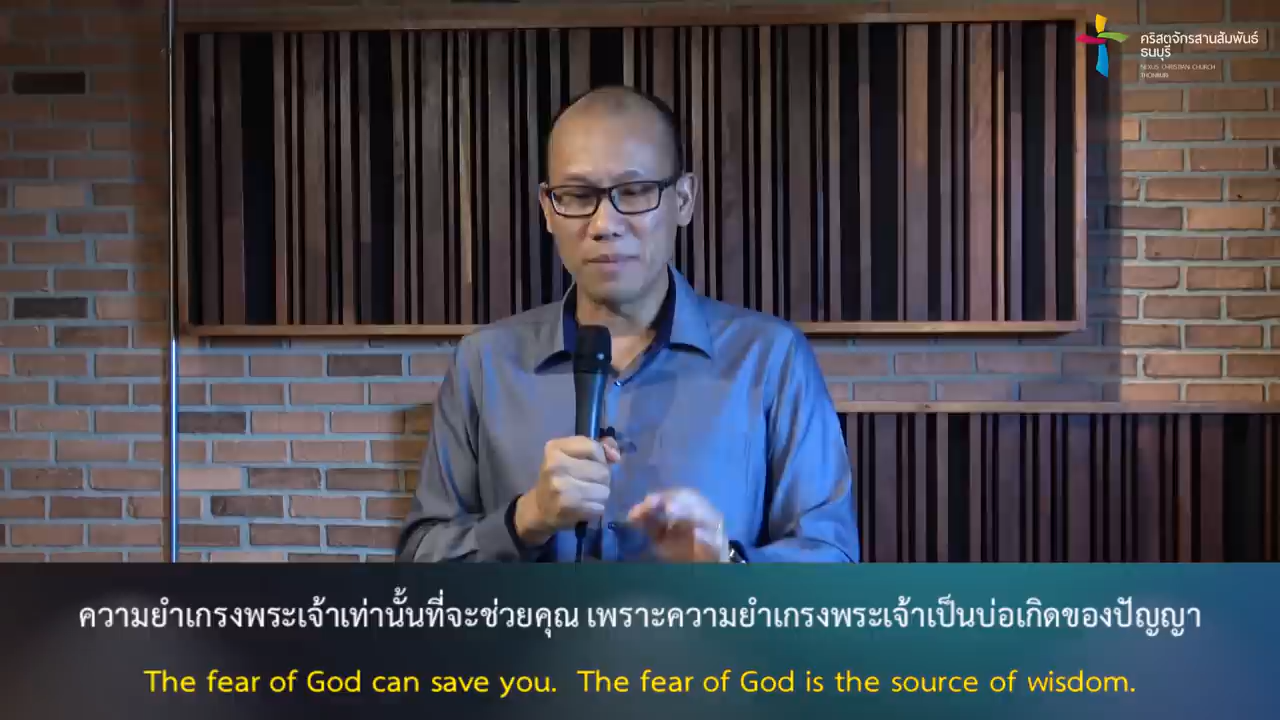 คริสตจักรสานสัมพันธ์
ธนบุรี
NEXUS CHRISTIAN CHURCH
THONBURI
ความยำเกรงพระเจ้าเท่านั้นที่จะช่วยคุณ เพราะความยำเกรงพระเจ้าเป็นบ่อเกิดของปัญญา
The fear of God can save you. The fear of God is the source of wisdom.